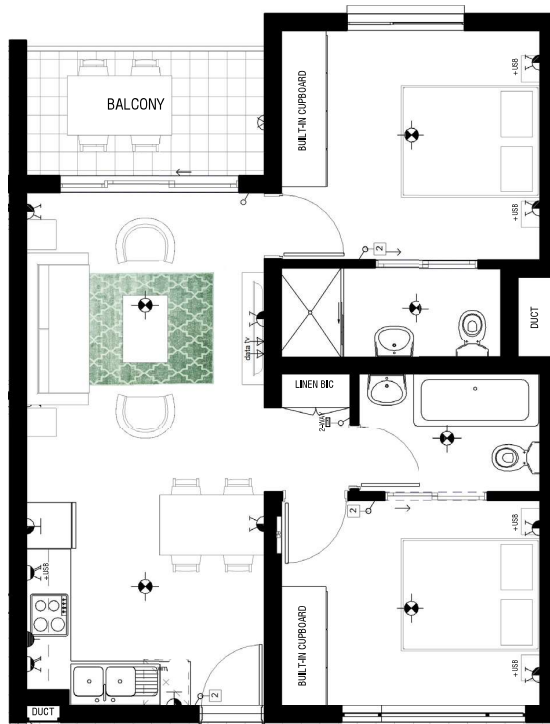 BALCONY
BUILT-IN CUPBOARD
+USB
2
+USB
DUCT
data tv
LINEN BIC
2-WAY
2
+USB
+USB
DB
BUILT-IN CUPBOARD
+USB
2
DUCT